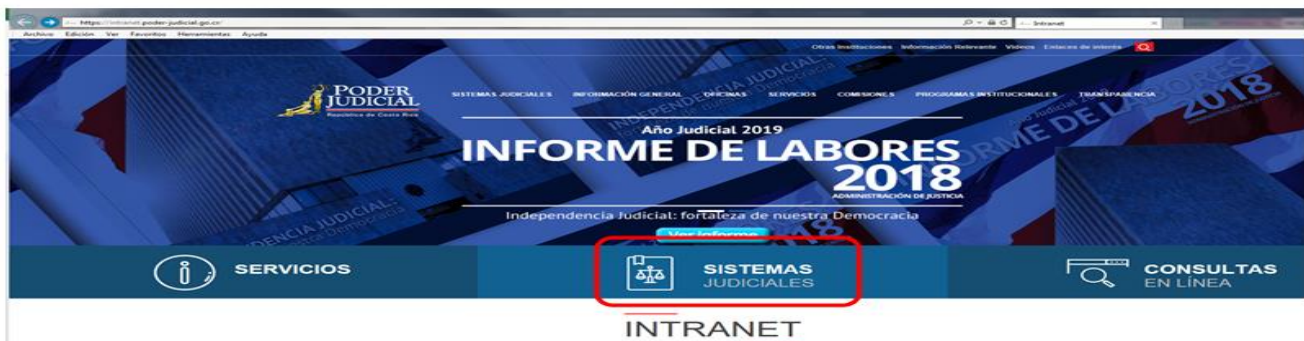 https://intranet.poder-judicial.go.cr/
Intranet
Archivo Edición Ver Favoritos Herramientas Ayuda
Otras Instituciones Información Relevante Videos Enlaces de interés
PODER
JUDICIAL
República de Costa Rica
SISTEMAS JUDICIALES INFORMACIÓN GENERAL OFICINAS SERVICIOS COMISIONES PROGRAMAS INSTITUCIONALES TRANSPARENCIA
Año Judicial 2019
INFORME DE LABORES
2018
ADMINISTRACIÓN DE JUSTICIA
Independencia Judicial: fortaleza de nuestra Democracia
Ver Informe
SERVICIOS
SISTEMAS
JUDICIALES
CONSULTAS
EN LÍNEA
INTRANET